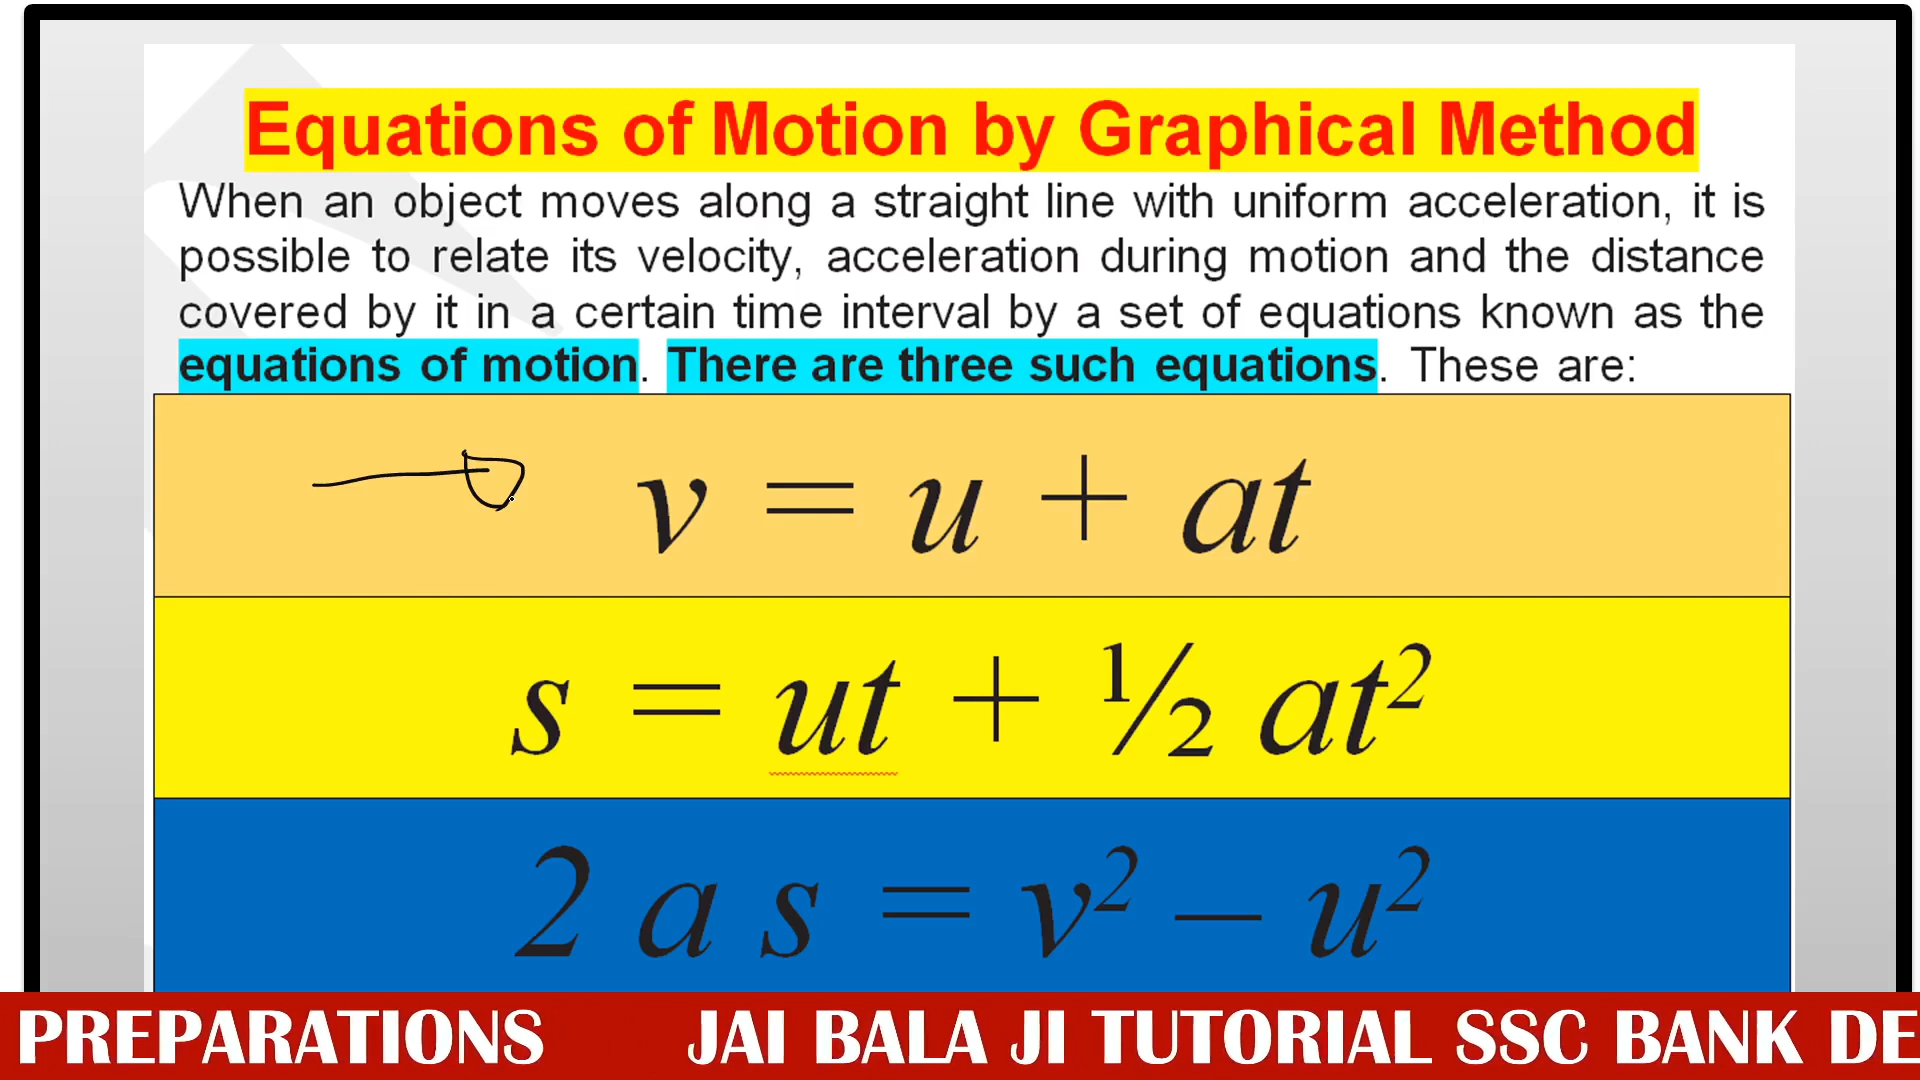 Equations of Motion by Graphical Method
When an object moves along a straight line with uniform acceleration, it is
possible to relate its velocity, acceleration during motion and the distance
covered by it in a certain time interval by a set of equations known as the
equations of motion. There are three such equations. These are:
v = u + at
s = ut + ½ at²
2 a s = v² – u²
PREPARATIONS JAI BALA JI TUTORIAL SSC BANK DE